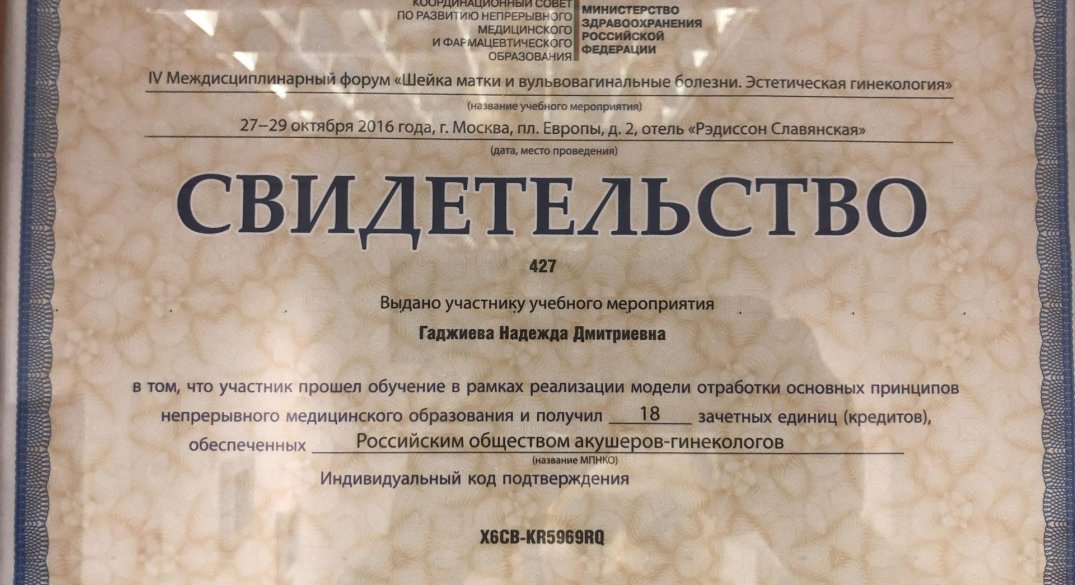 КООРДИНАЦИОННЫЙ СОВЕТ
ПО РАЗВИТИЮ НЕПРЕРЫВНОГО
МЕДИЦИНСКОГО
И ФАРМАЦЕВТИЧЕСКОГО
ОБРАЗОВАНИЯ
МИНИСТЕРСТВО
ЗДРАВООХРАНЕНИЯ
РОССИЙСКОЙ
ФЕДЕРАЦИИ
IV Междисциплинарный форум «Шейка матки и вульвовагинальные болезни. Эстетическая гинекология»
(название учебного мероприятия)
27–29 октября 2016 года, г. Москва, пл. Европы, д. 2, отель «Рэдиссон Славянская»
(дата, место проведения)
СВИДЕТЕЛЬСТВО
427
Выдано участнику учебного мероприятия
Гаджиева Надежда Дмитриевна
в том, что участник прошел обучение в рамках реализации модели отработки основных принципов
непрерывного медицинского образования и получил 18 зачетных единиц (кредитов),
обеспеченных Российским обществом акушеров-гинекологов
(название МПНКО)
Индивидуальный код подтверждения
X6CB-KR5969RQ